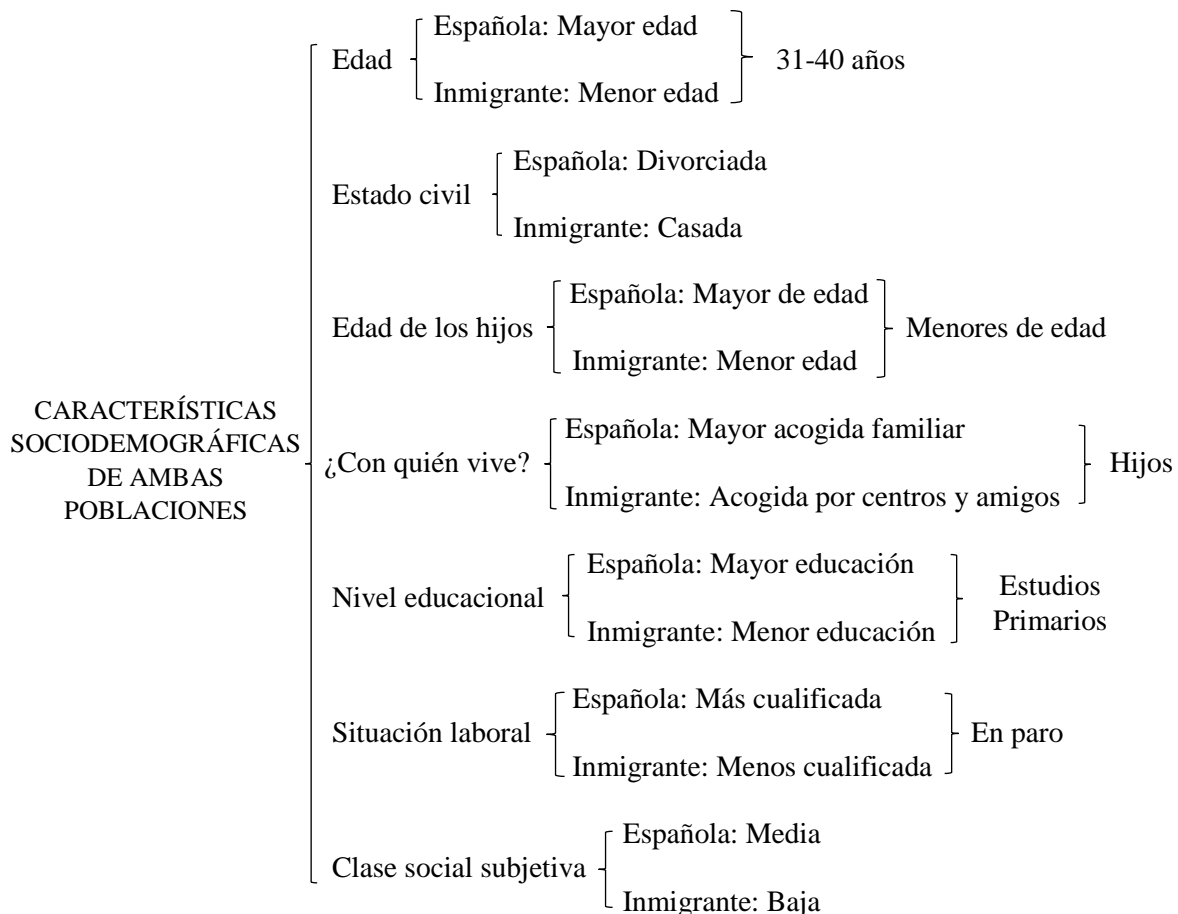 CARACTERÍSTICAS
SOCIODEMOGRÁFICAS
DE AMBAS
POBLACIONES
Edad
Española: Mayor edad
Inmigrante: Menor edad
31-40 años
Estado civil
Española: Divorciada
Inmigrante: Casada
Edad de los hijos
Española: Mayor de edad
Inmigrante: Menor edad
Menores de edad
¿Con quién vive?
Española: Mayor acogida familiar
Inmigrante: Acogida por centros y amigos
Hijos
Nivel educacional
Española: Mayor educación
Inmigrante: Menor educación
Estudios
Primarios
Situación laboral
Española: Más cualificada
Inmigrante: Menos cualificada
En paro
Clase social subjetiva
Española: Media
Inmigrante: Baja